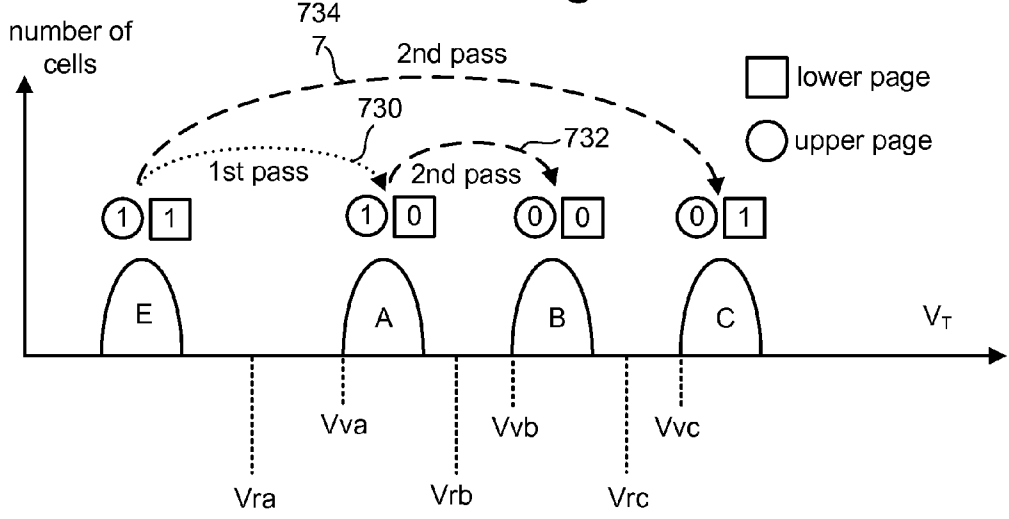 734
number of
cells
7
2nd pass
lower page
730
732
upper page
1st pass
2nd pass
1 1
1 0
0 0
0 1
E
A
B
C
VT
Vva
Vvb
Vvc
Vra
Vrb
Vrc